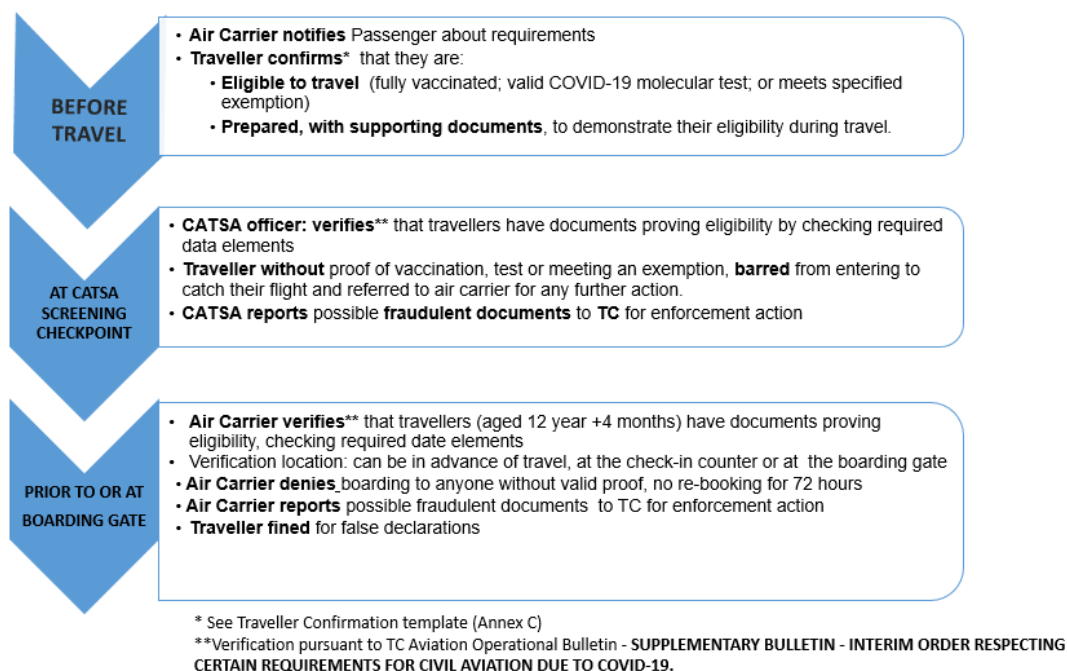 BEFORE
TRAVEL
• Air Carrier notifies Passenger about requirements
• Traveller confirms* that they are:
• Eligible to travel (fully vaccinated; valid COVID-19 molecular test; or meets specified
exemption)
• Prepared, with supporting documents, to demonstrate their eligibility during travel.
AT CATSA
SCREENING
CHECKPOINT
• CATSA officer: verifies** that travellers have documents proving eligibility by checking required
data elements
• Traveller without proof of vaccination, test or meeting an exemption, barred from entering to
catch their flight and referred to air carrier for any further action.
• CATSA reports possible fraudulent documents to TC for enforcement action
PRIOR TO OR AT
BOARDING GATE
• Air Carrier verifies** that travellers (aged 12 year +4 months) have documents proving
eligibility, checking required date elements
• Verification location: can be in advance of travel, at the check-in counter or at the boarding gate
• Air Carrier denies boarding to anyone without valid proof, no re-booking for 72 hours
• Air Carrier reports possible fraudulent documents to TC for enforcement action
• Traveller fined for false declarations
* See Traveller Confirmation template (Annex C)
**Verification pursuant to TC Aviation Operational Bulletin - SUPPLEMENTARY BULLETIN - INTERIM ORDER RESPECTING
CERTAIN REQUIREMENTS FOR CIVIL AVIATION DUE TO COVID-19.